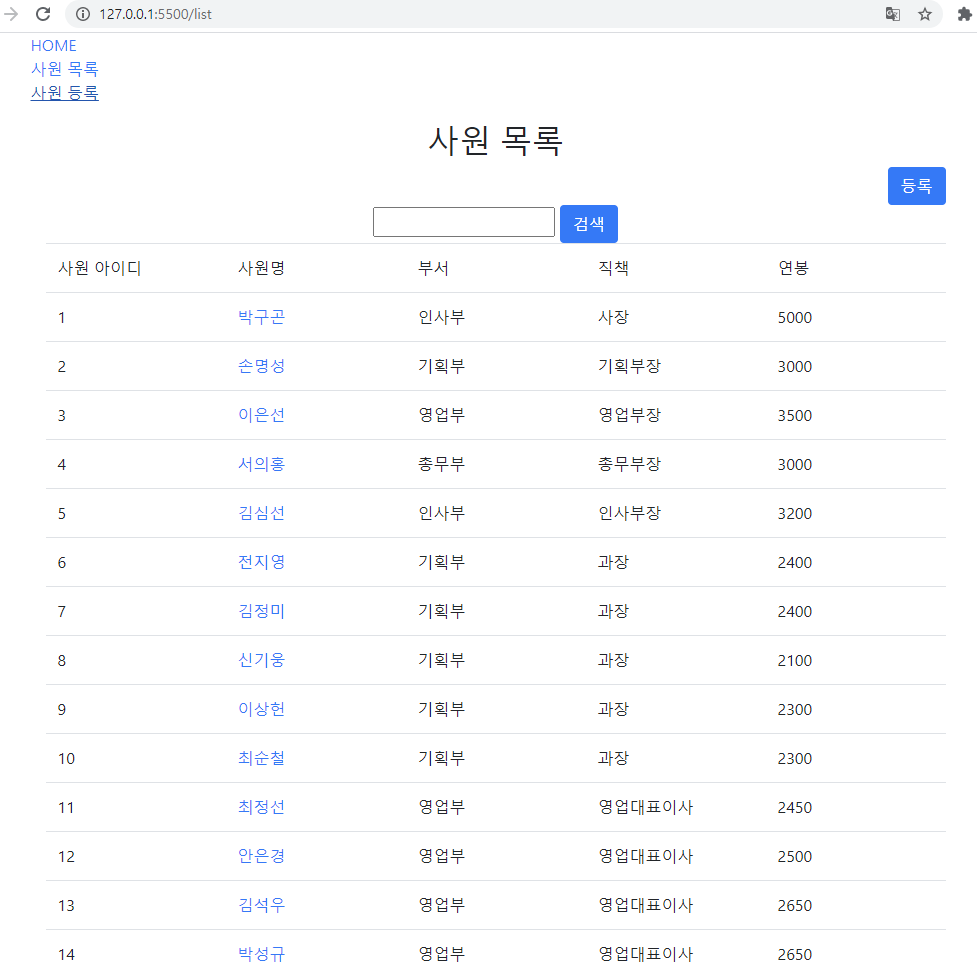 127.0.0.1:5500/list
HOME
사원 목록
사원 등록
사원 목록
등록
검색
사원 아이디 사원명 부서 직책 연봉
1 박구곤 인사부 사장 5000
2 손명성 기획부 기획부장 3000
3 이은선 영업부 영업부장 3500
4 서의홍 총무부 총무부장 3000
5 김심선 인사부 인사부장 3200
6 전지영 기획부 과장 2400
7 김정미 기획부 과장 2400
8 신기웅 기획부 과장 2100
9 이상헌 기획부 과장 2300
10 최순철 기획부 과장 2300
11 최정선 영업부 영업대표이사 2450
12 안은경 영업부 영업대표이사 2500
13 김석우 영업부 영업대표이사 2650
14 박성규 영업부 영업대표이사 2650